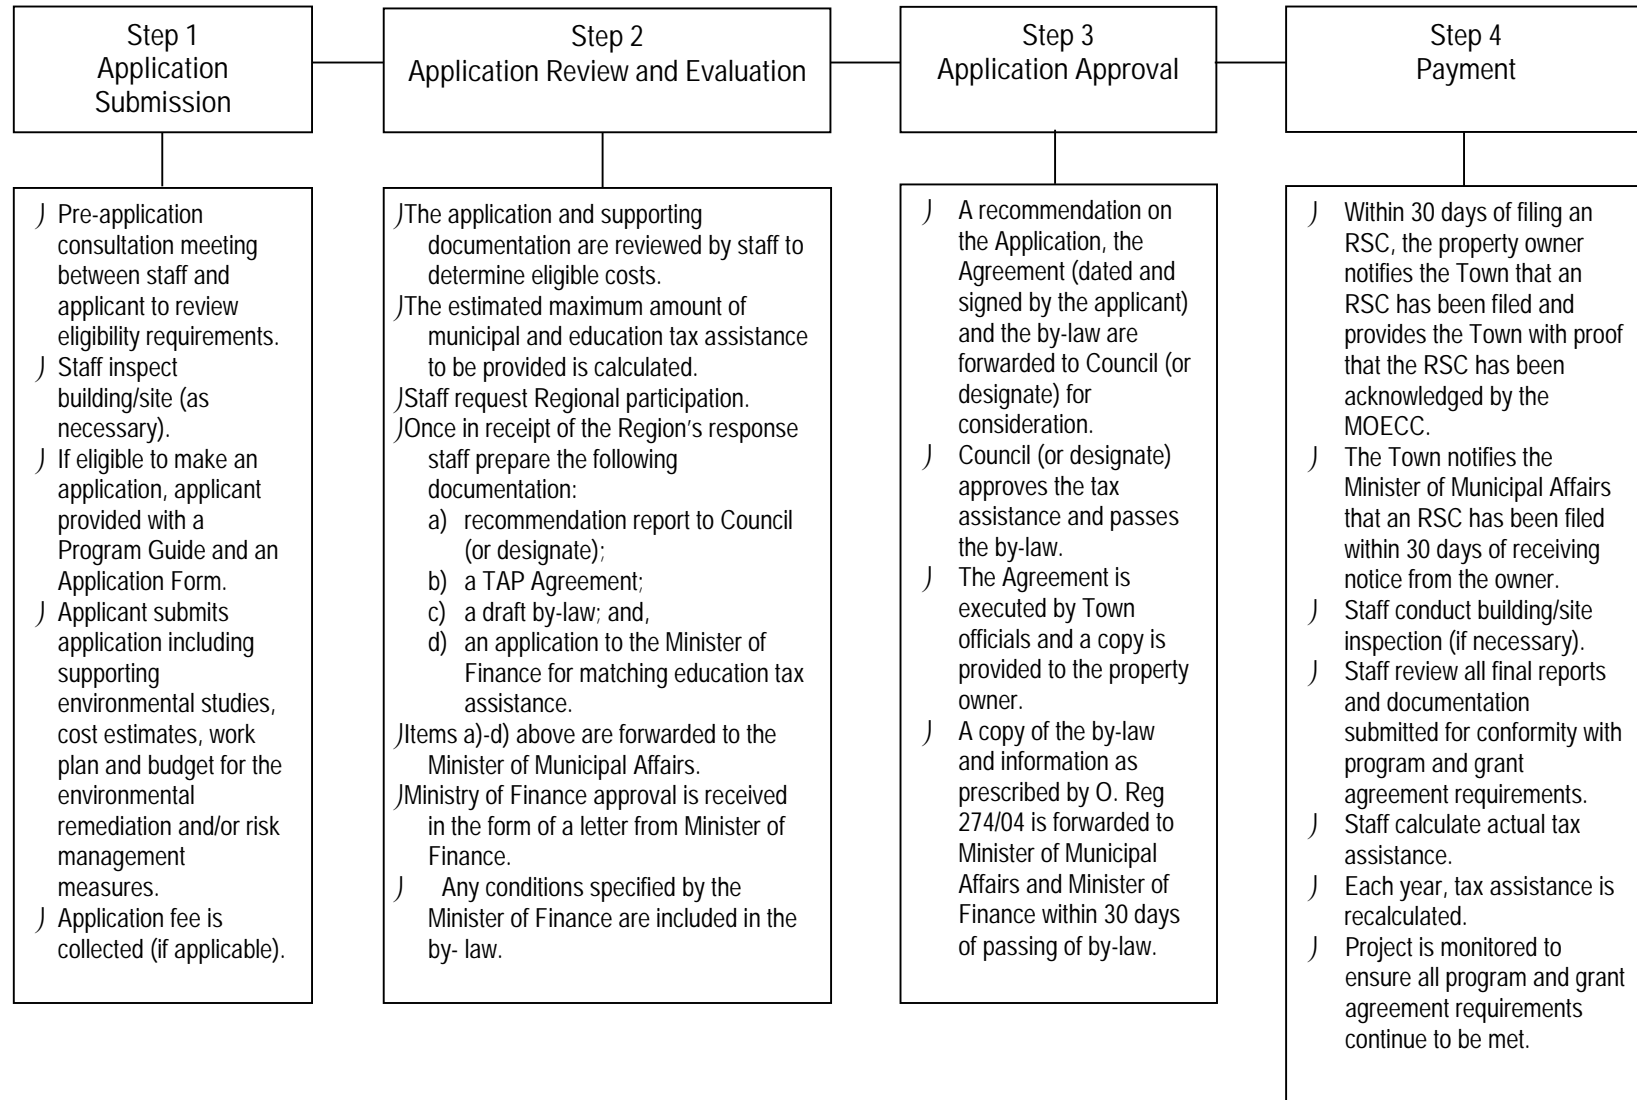 Step 1
Application
Submission
Step 2
Application Review and Evaluation
Step 3
Application Approval
Step 4
Payment
) Pre-application
consultation meeting
between staff and
applicant to review
eligibility requirements.
) Staff inspect
building/site (as
necessary).
) If eligible to make an
application, applicant
provided with a
Program Guide and an
Application Form.
) Applicant submits
application including
supporting
environmental studies,
cost estimates, work
plan and budget for the
environmental
remediation and/or risk
management
measures.
) Application fee is
collected (if applicable).
)The application and supporting
documentation are reviewed by staff to
determine eligible costs.
)The estimated maximum amount of
municipal and education tax assistance
to be provided is calculated.
)Staff request Regional participation.
)Once in receipt of the Region's response
staff prepare the following
documentation:
a) recommendation report to Council
(or designate);
b) a TAP Agreement;
c) a draft by-law; and,
d) an application to the Minister of
Finance for matching education tax
assistance.
)Items a)-d) above are forwarded to the
Minister of Municipal Affairs.
)Ministry of Finance approval is received
in the form of a letter from Minister of
Finance.
) Any conditions specified by the
Minister of Finance are included in the
by- law.
) A recommendation on
the Application, the
Agreement (dated and
signed by the applicant)
and the by-law are
forwarded to Council (or
designate) for
consideration.
) Council (or designate)
approves the tax
assistance and passes
the by-law.
) The Agreement is
executed by Town
officials and a copy is
provided to the property
owner.
) A copy of the by-law
and information as
prescribed by O. Reg
274/04 is forwarded to
Minister of Municipal
Affairs and Minister of
Finance within 30 days
of passing of by-law.
) Within 30 days of filing an
RSC, the property owner
notifies the Town that an
RSC has been filed and
provides the Town with proof
that the RSC has been
acknowledged by the
MOECC.
) The Town notifies the
Minister of Municipal Affairs
that an RSC has been filed
within 30 days of receiving
notice from the owner.
) Staff conduct building/site
inspection (if necessary).
) Staff review all final reports
and documentation
submitted for conformity with
program and grant
agreement requirements.
) Staff calculate actual tax
assistance.
) Each year, tax assistance is
recalculated.
) Project is monitored to
ensure all program and grant
agreement requirements
continue to be met.